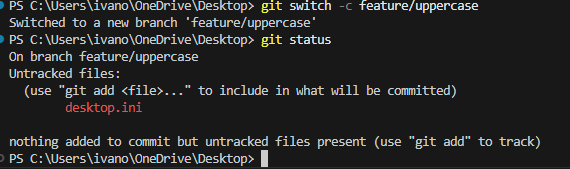 PS C:\Users\ivano\OneDrive\Desktop> git switch -c feature/uppercase
Switched to a new branch 'feature/uppercase'
PS C:\Users\ivano\OneDrive\Desktop> git status
On branch feature/uppercase
Untracked files:
  (use "git add <file>..." to include in what will be committed)
        desktop.ini

nothing added to commit but untracked files present (use "git add" to track)
PS C:\Users\ivano\OneDrive\Desktop>